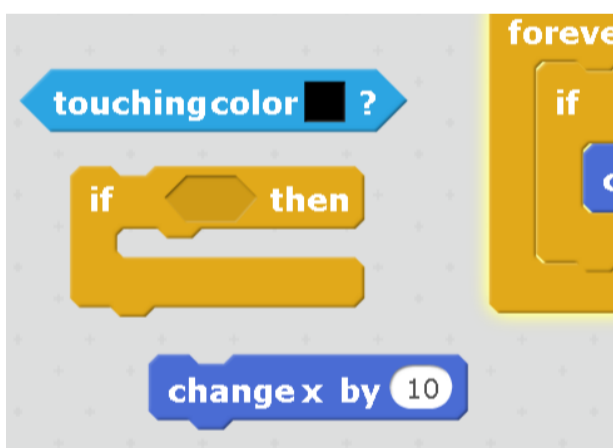 foreve
touching color ?
if
if then
c
change x by 10